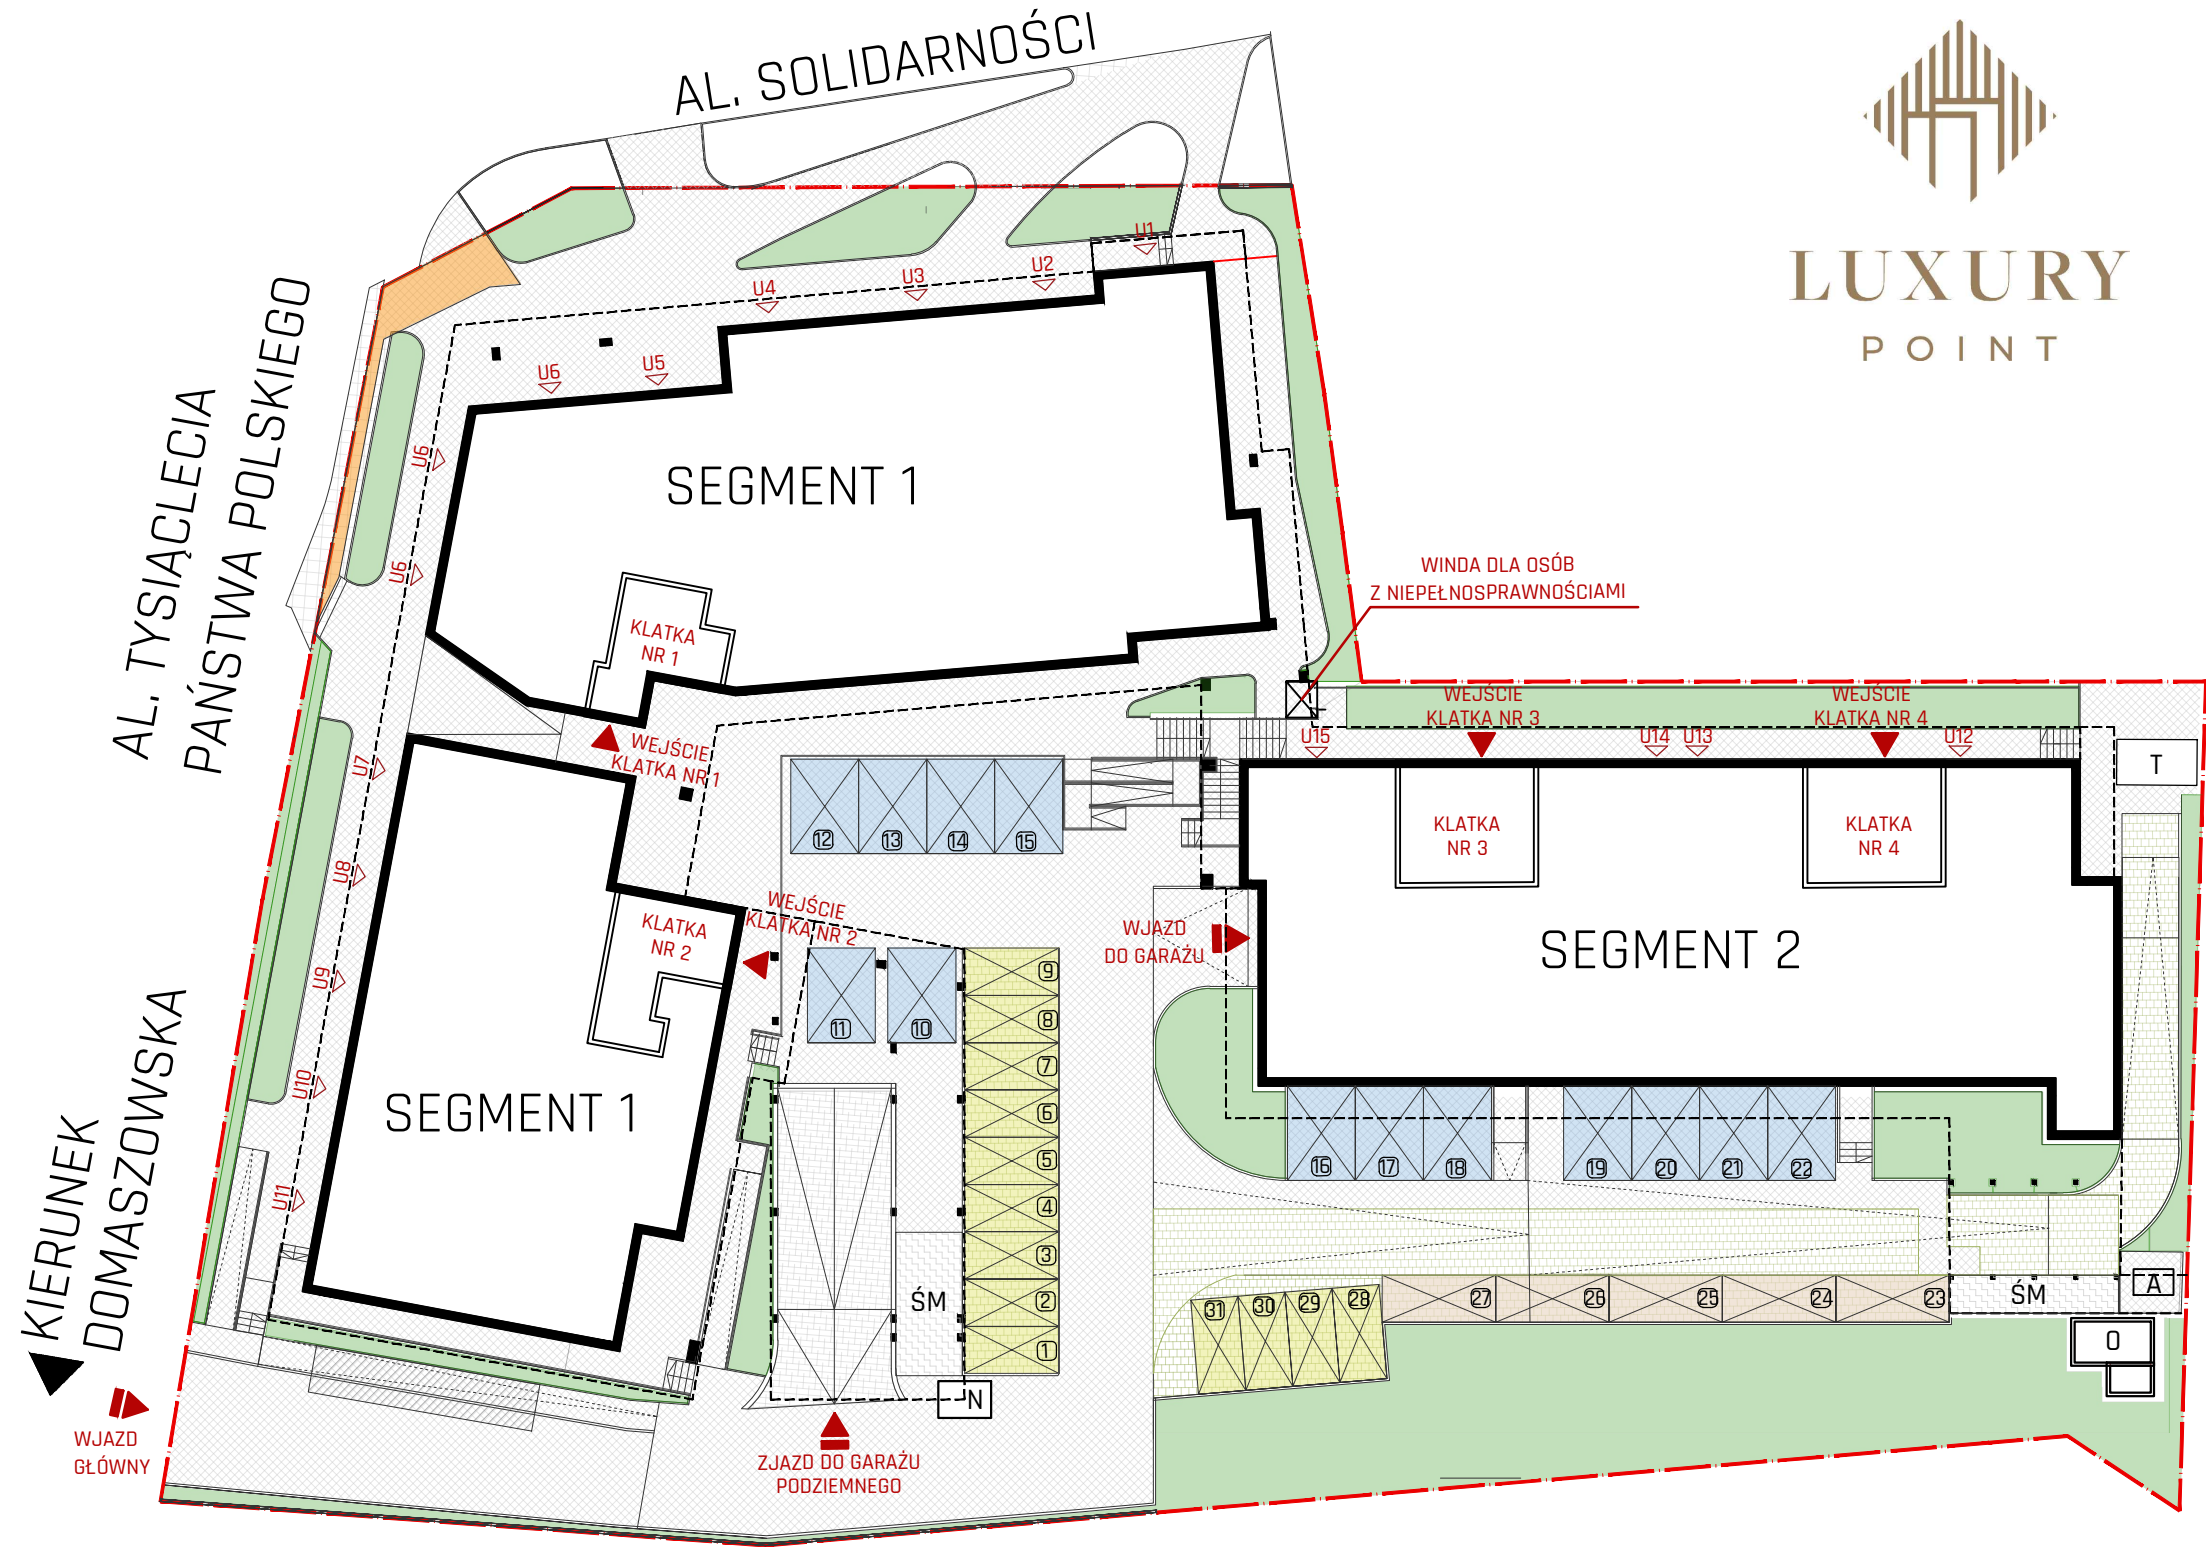 AL. SOLIDARNOŚCI
LUXURY
POINT
AL. TYSIĄCLECIA
PAŃSTWA POLSKIEGO
U1
U2
U3
U4
U5
U6
U6
U6
SEGMENT 1
KLATKA
NR 1
WEJŚCIE
KLATKA NR 1
WINDA DLA OSÓB
Z NIEPEŁNOSPRAWNOŚCIAMI
WEJŚCIE
KLATKA NR 3
WEJŚCIE
KLATKA NR 4
U15
U14
U13
U12
T
KLATKA
NR 3
KLATKA
NR 4
SEGMENT 2
WJAZD
DO GARAŻU
12
13
14
15
U7
U8
U9
U10
U11
KLATKA
NR 2
WEJŚCIE
KLATKA NR 2
SEGMENT 1
11
10
9
8
7
6
5
4
3
2
1
ŚM
N
16
17
18
19
20
21
22
31
30
29
28
27
26
25
24
23
ŚM
A
O
KIERUNEK
DOMASZOWSKA
WJAZD
GŁÓWNY
ZJAZD DO GARAŻU
PODZIEMNEGO